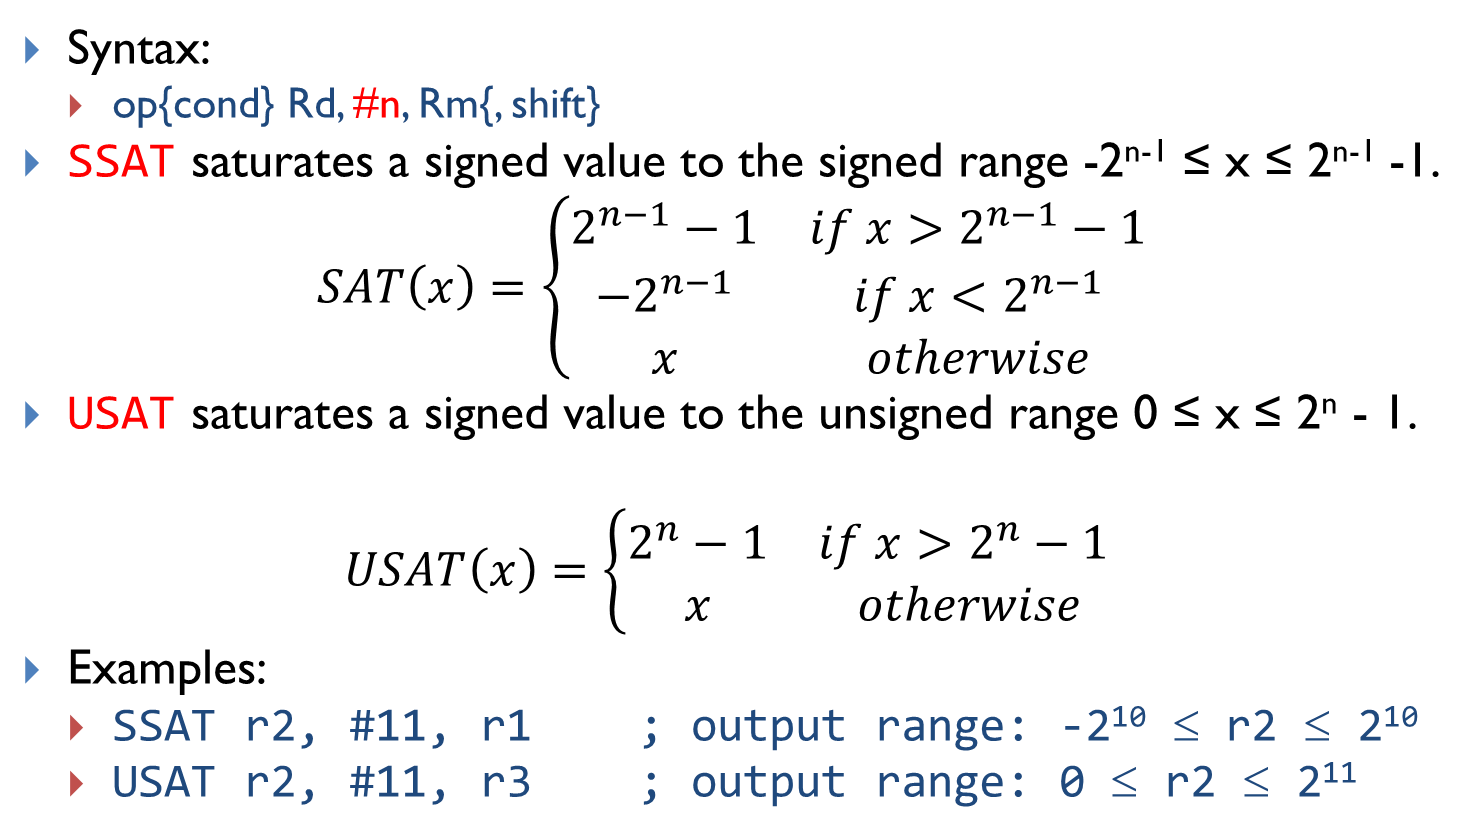 Syntax:
op{cond} Rd, #n, Rm{, shift}
SSAT saturates a signed value to the signed range -2ⁿ⁻¹ ≤ x ≤ 2ⁿ⁻¹ -1.
SAT(x) = { 2ⁿ⁻¹ − 1 if x > 2ⁿ⁻¹ − 1
−2ⁿ⁻¹ if x < 2ⁿ⁻¹
x otherwise
USAT saturates a signed value to the unsigned range 0 ≤ x ≤ 2ⁿ - 1.
USAT(x) = { 2ⁿ − 1 if x > 2ⁿ − 1
x otherwise
Examples:
SSAT r2, #11, r1 ; output range: -2¹⁰ ≤ r2 ≤ 2¹⁰
USAT r2, #11, r3 ; output range: 0 ≤ r2 ≤ 2¹¹